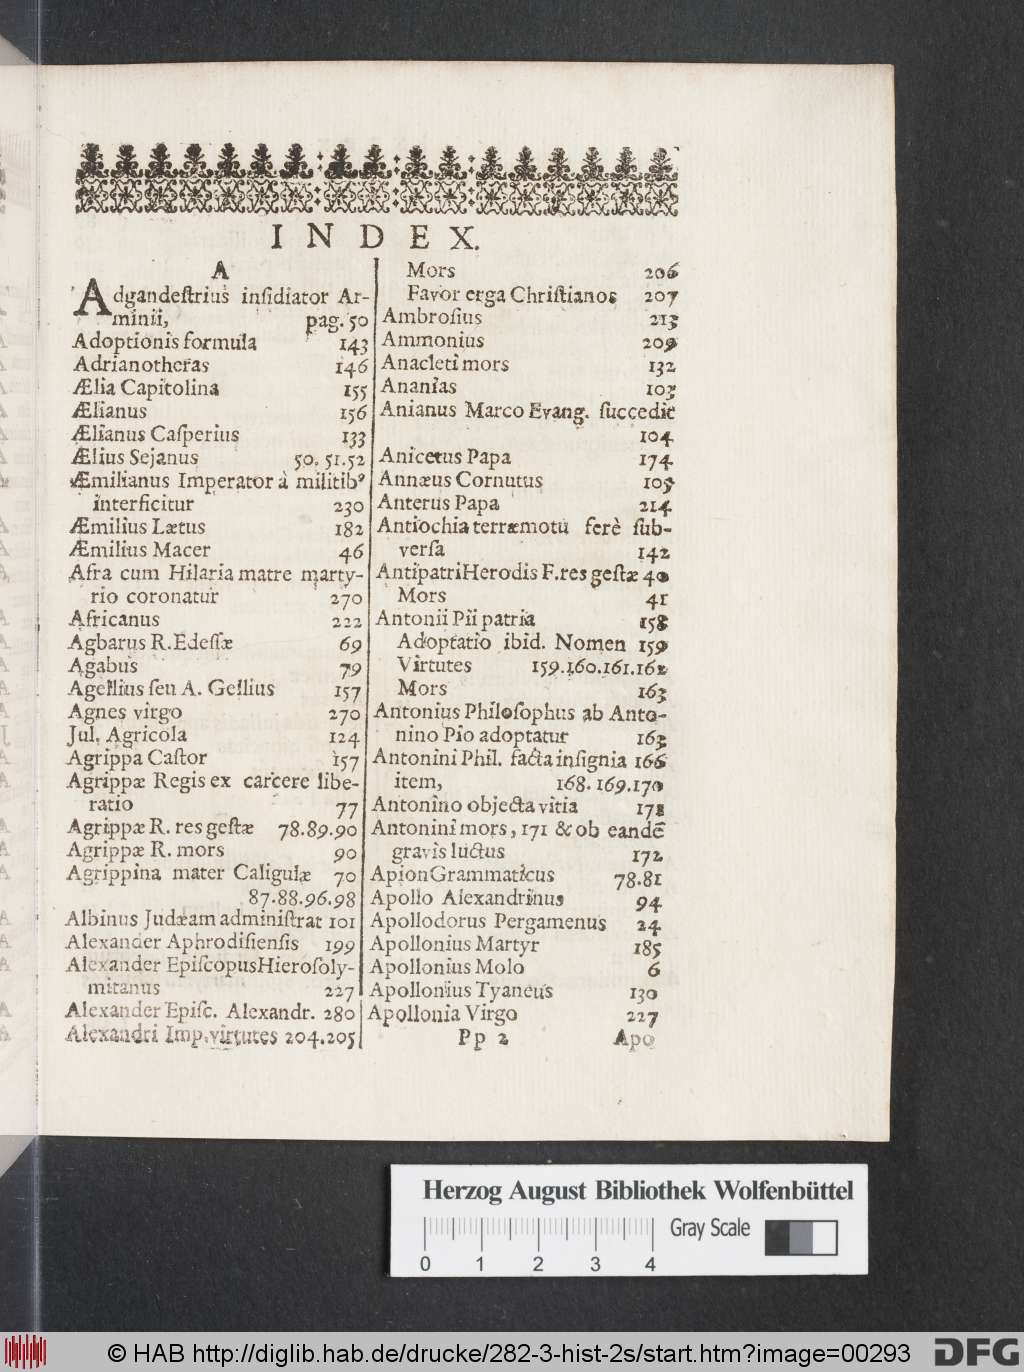 INDEX.
A
Adgandeſtrius inſidiator Ar-
minii, pag. 50
Adoptionis formula 143
Adrianotheras 146
Ælia Capitolina 155
Ælianus 156
Ælianus Caſperius 133
Ælius Sejanus 50. 51. 52
Æmilianus Imperator à militibꝰ
interficitur 230
Æmilius Lætus 182
Æmilius Macer 46
Afra cum Hilaria matre marty-
rio coronatur 270
Africanus 222
Agbarus R. Edeſſæ 69
Agabus 79
Agellius ſeu A. Gellius 157
Agnes virgo 270
Jul. Agricola 124
Agrippa Caſtor 157
Agrippæ Regis ex carcere libe-
ratio 77
Agrippæ R. res geſtæ 78.89.90
Agrippæ R. mors 90
Agrippina mater Caligulæ 70
87.88.96.98
Albinus Judæam adminiſtrat 101
Alexander Aphrodiſienſis 199
Alexander Epiſcopus Hieroſoly-
mitanus 227
Alexander Epiſc. Alexandr. 280
Alexandri Imp. virtutes 204.205
Mors 206
Favor erga Chriſtianos 207
Ambroſius 213
Ammonius 209
Anacleti mors 132
Ananias 103
Anianus Marco Evang. ſuccedit
104
Anicetus Papa 174
Annæus Cornutus 105
Anterus Papa 214
Antiochia terræmotu ferè ſub-
verſa 142
Antipatri Herodis F. res geſtæ 40
Mors 41
Antonii Pii patria 158
Adoptatio ibid. Nomen 159
Virtutes 159.160.161.162
Mors 163
Antonius Philoſophus ab Anto-
nino Pio adoptatur 163
Antonini Phil. facta inſignia 166
item, 168. 169.170
Antonino objecta vitia 171
Antonini mors, 171 & ob eandẽ
gravis luctus 172
Apion Grammaticus 78.81
Apollo Alexandrinus 94
Apollodorus Pergamenus 24
Apollonius Martyr 185
Apollonius Molo 6
Apollonius Tyaneus 130
Apollonia Virgo 227
Pp 2 Apo
Herzog August Bibliothek Wolfenbüttel
Gray Scale
0 1 2 3 4
© HAB http://diglib.hab.de/drucke/282-3-hist-2s/start.htm?image=00293
DFG